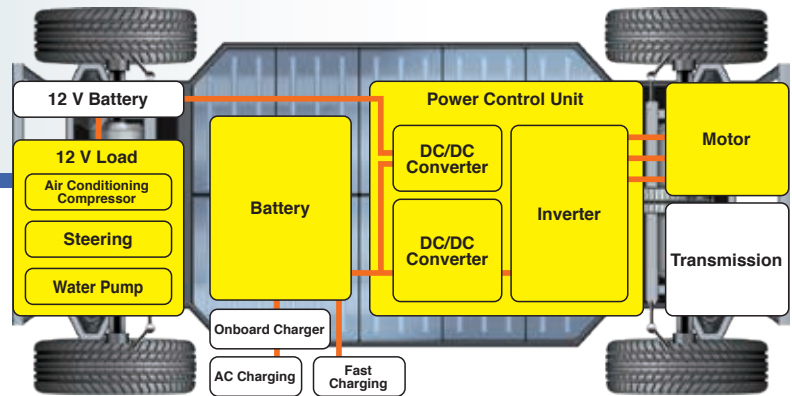 12 V Battery
12 V Load
Air Conditioning
Compressor
Steering
Water Pump
Battery
Onboard Charger
AC Charging
Fast
Charging
Power Control Unit
DC/DC
Converter
DC/DC
Converter
Inverter
Motor
Transmission